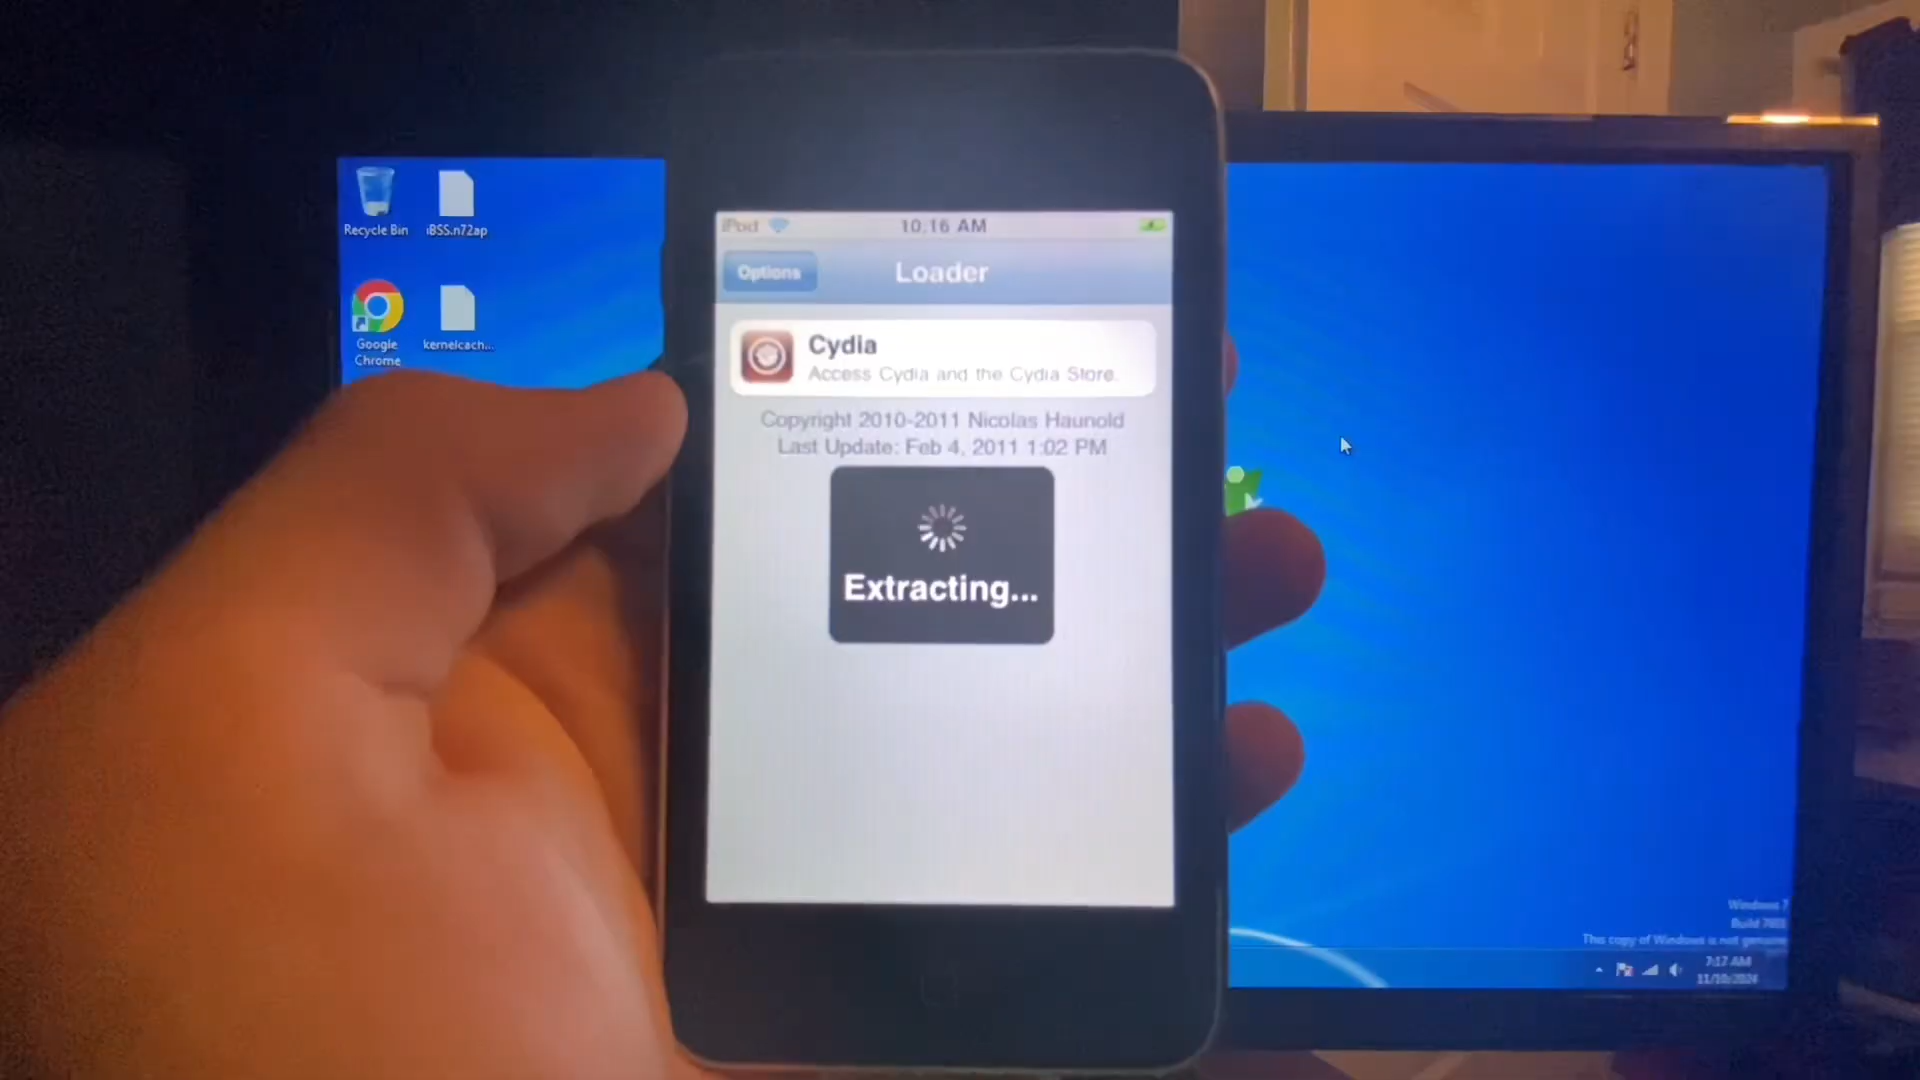 Recycle Bin
iBSS.n72ap
Google
Chrome
kernelcach...
iPod
10:16 AM
Options
Loader
Cydia
Access Cydia and the Cydia Store.
Copyright 2010-2011 Nicolas Haunold
Last Update: Feb 4, 2011 1:02 PM
Extracting...
Windows 7
Build 7601
This copy of Windows is not genuine
7:17 AM
11/10/2024